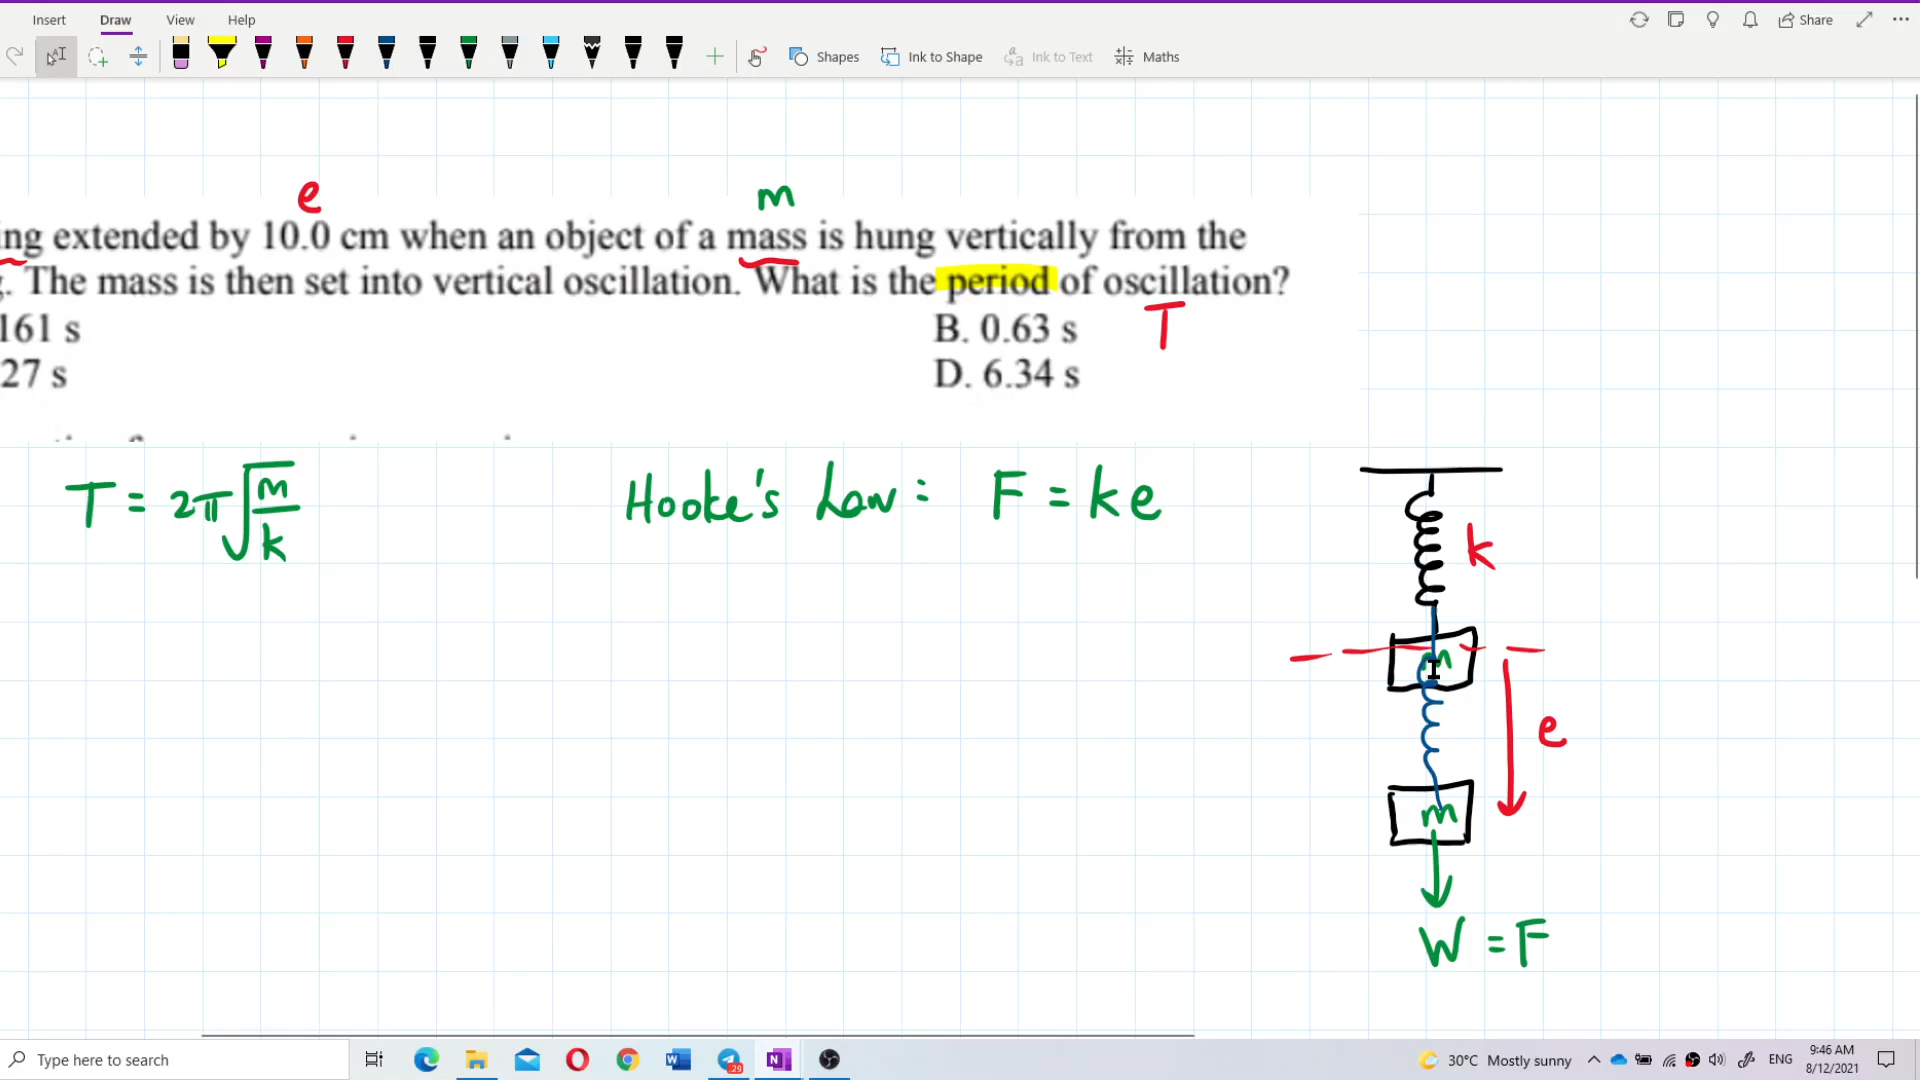 Insert Draw View Help
Share
Shapes Ink to Shape Ink to Text Maths
e m
ing extended by 10.0 cm when an object of a mass is hung vertically from the
g. The mass is then set into vertical oscillation. What is the period of oscillation?
T
161 s B. 0.63 s
27 s D. 6.34 s
T = 2π√m/k Hooke's Law: F = ke
k
m
e
m
W = F
Type here to search
29
30°C Mostly sunny
ENG
9:46 AM
8/12/2021